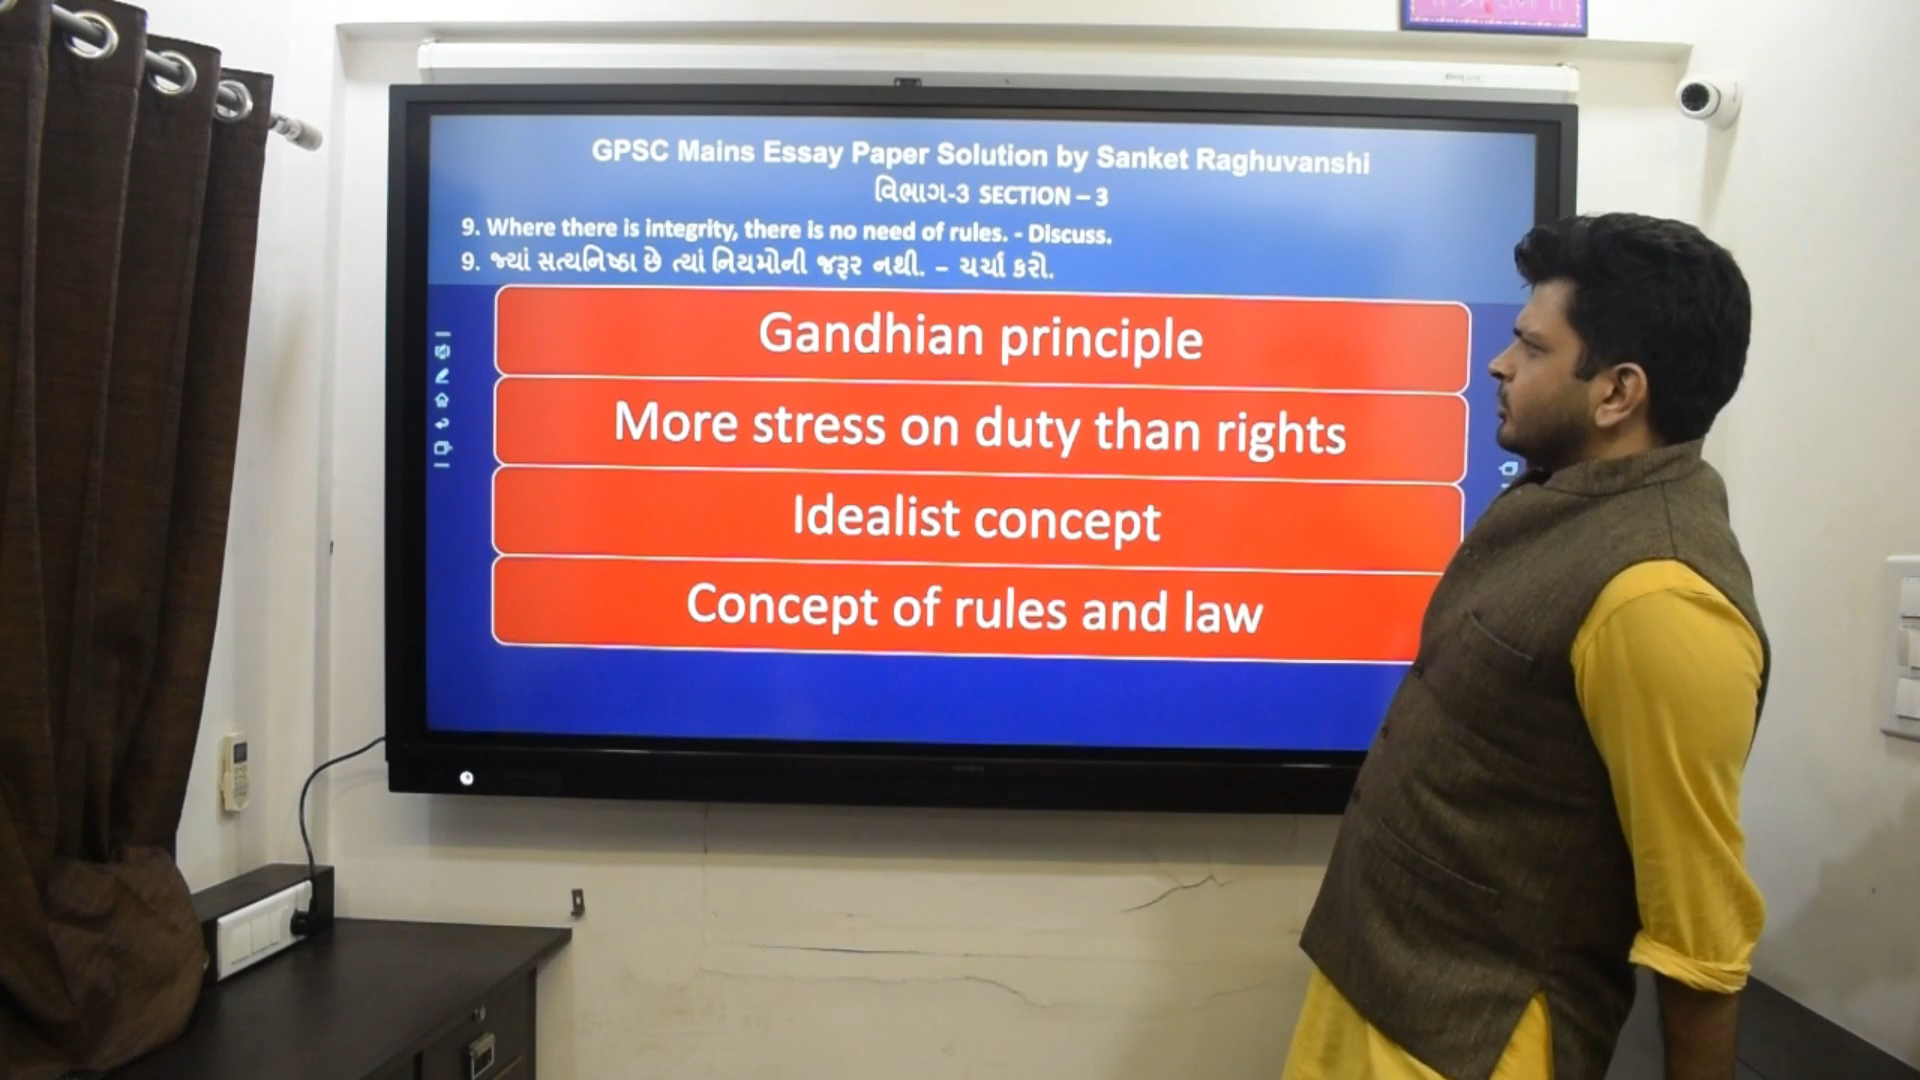 GPSC Mains Essay Paper Solution by Sanket Raghuvanshi
વિભાગ-3 SECTION – 3
9. Where there is integrity, there is no need of rules. - Discuss.
9. જ્યાં સત્યનિષ્ઠા છે ત્યાં નિયમોની જરૂર નથી. – ચર્ચા કરો.
Gandhian principle
More stress on duty than rights
Idealist concept
Concept of rules and law